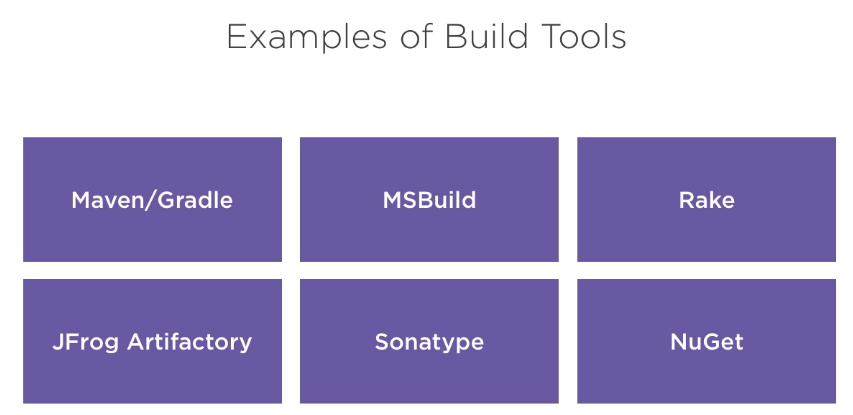 Examples of Build Tools
Maven/Gradle
MSBuild
Rake
JFrog Artifactory
Sonatype
NuGet